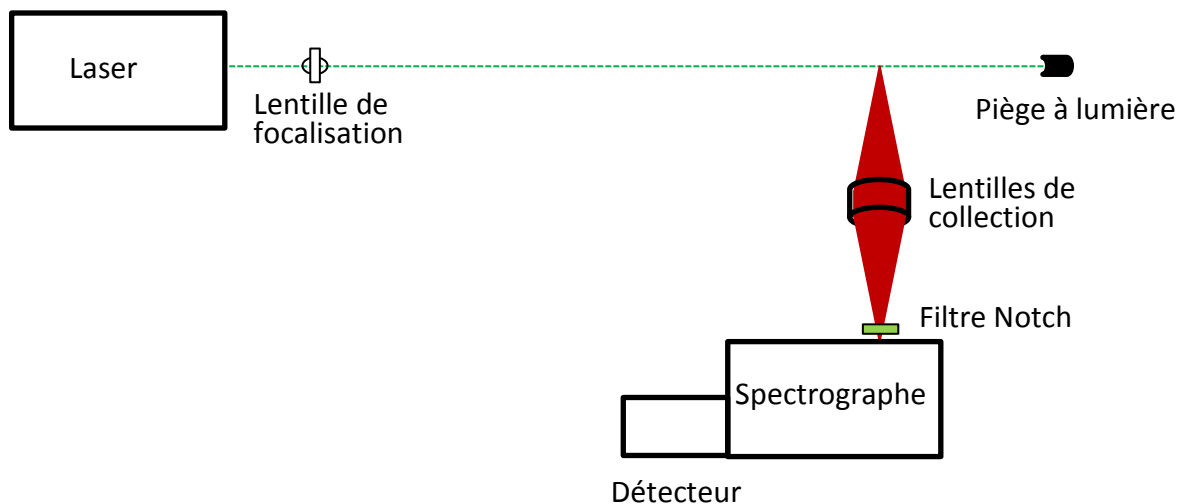 Laser
Lentille de
focalisation
Piège à lumière
Lentilles de
collection
Filtre Notch
Spectrographe
Détecteur